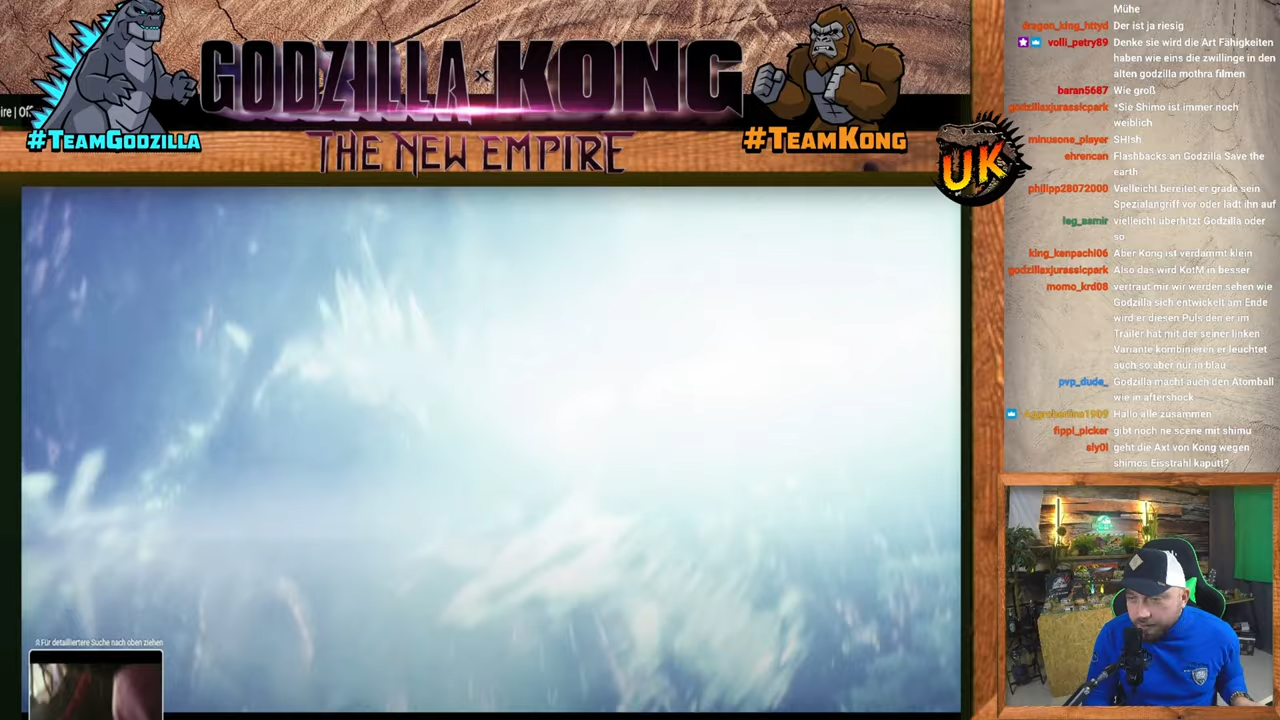 GODZILLA x KONG
THE NEW EMPIRE
#TEAMGODZILLA
#TEAMKONG
ire | Of
UK
Für detailliertere Suche nach oben ziehen
Mühe
dragon_king_httyd Der ist ja riesig
volli_petry89 Denke sie wird die Art Fähigkeiten
haben wie eins die zwillinge in den
alten godzilla mothra filmen
baran5687 Wie groß
godzillaxjurassicpark *Sie Shimo ist immer noch
weiblich
minusone_player SHIsh
ehrencan Flashbacks an Godzilla Save the
earth
philipp28072000 Vielleicht bereitet er grade sein
Spezialangriff vor oder lädt ihn auf
leg_asmir vielleicht überhitzt Godzilla oder
so
king_kenpachi06 Aber Kong ist verdammt klein
godzillaxjurassicpark Also das wird KotM in besser
momo_krd08 vertraut mir wir werden sehen wie
Godzilla sich entwickelt am Ende
wird er diesen Puls den er im
Trailer hat mit der seiner linken
Variante kombinieren er leuchtet
auch so aber nur in blau
pvp_dude_ Godzilla macht auch den Atomball
wie in aftershock
Hallo alle zusammen
fippi_picker gibt noch ne scene mit shimu
siy0i geht die Axt von Kong wegen
shimos Eisstrahl kaputt?